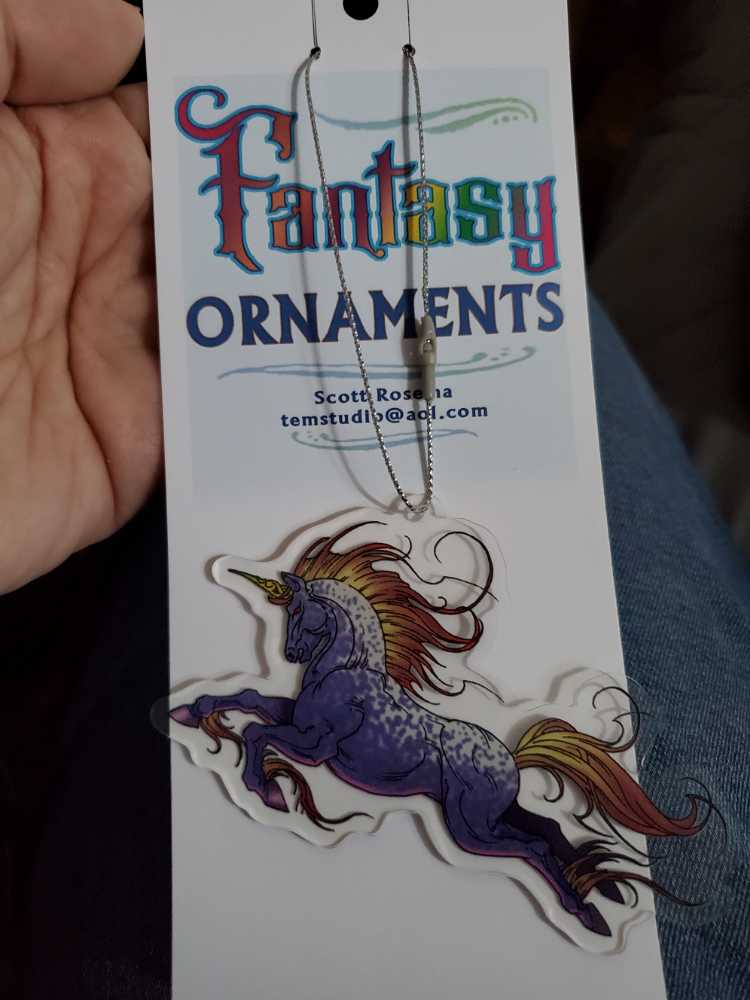 Fantasy
ORNAMENTS
Scott Rosema
temstudio@aol.com